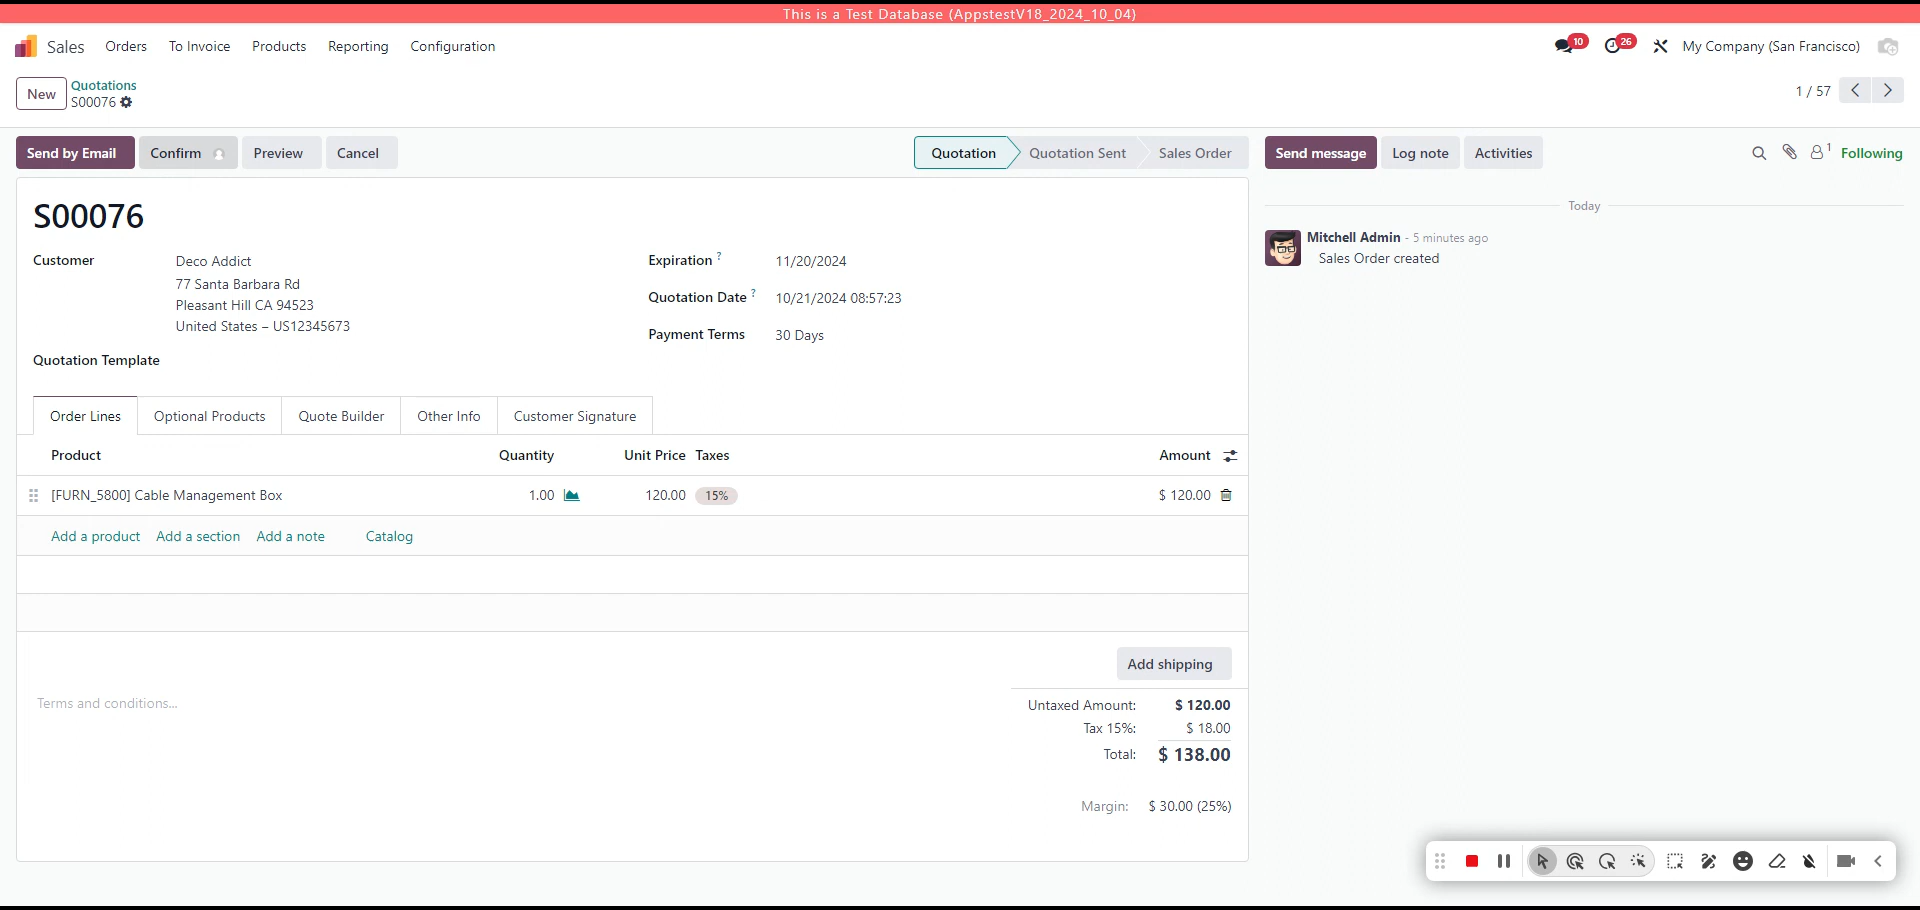 This is a Test Database (AppstestV18_2024_10_04)
Sales Orders To Invoice Products Reporting Configuration 10 26 My Company (San Francisco)
New Quotations
S00076 1 / 57
Send by Email Confirm Preview Cancel Quotation Quotation Sent Sales Order Send message Log note Activities 1 Following
S00076
Today
Customer Deco Addict Expiration ? 11/20/2024
Mitchell Admin - 5 minutes ago
Sales Order created
77 Santa Barbara Rd
Pleasant Hill CA 94523 Quotation Date ? 10/21/2024 08:57:23
United States – US12345673 Payment Terms 30 Days
Quotation Template
Order Lines Optional Products Quote Builder Other Info Customer Signature
Product Quantity Unit Price Taxes Amount
[FURN_5800] Cable Management Box 1.00 120.00 15% $ 120.00
Add a product Add a section Add a note Catalog
Add shipping
Terms and conditions... Untaxed Amount: $ 120.00
Tax 15%: $ 18.00
Total: $ 138.00
Margin: $ 30.00 (25%)